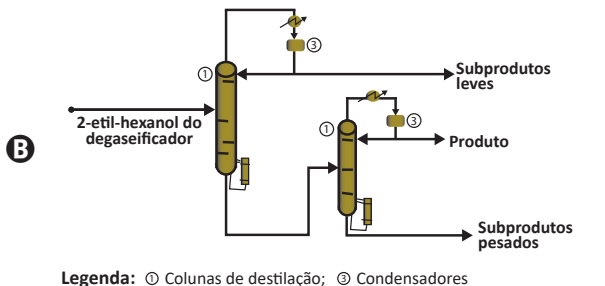 ③
①
Subprodutos
leves
2-etil-hexanol do
degaseificador
B
①
③
Produto
Subprodutos
pesados
Legenda: ① Colunas de destilação; ③ Condensadores